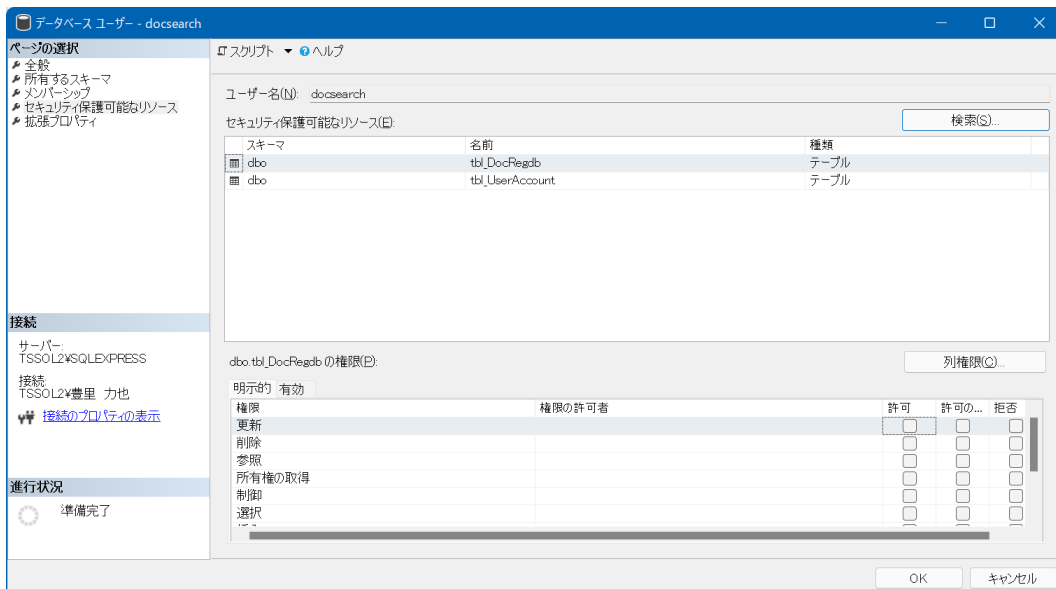 データベース ユーザー - docsearch
ページの選択
全般
所有するスキーマ
メンバーシップ
セキュリティ保護可能なリソース
拡張プロパティ
スクリプト ヘルプ
ユーザー名(N): docsearch
セキュリティ保護可能なリソース(E):
検索(S)...
スキーマ 名前 種類
dbo tbl_DocRegdb テーブル
dbo tbl_UserAccount テーブル
接続
サーバー:
TSSOL2¥SQLEXPRESS
接続:
TSSOL2¥豊里 力也
接続のプロパティの表示
進行状況
準備完了
dbo.tbl_DocRegdb の権限(P):
列権限(C)...
明示的 有効
権限 権限の許可者 許可 許可の... 拒否
更新
削除
参照
所有権の取得
制御
選択
OK キャンセル